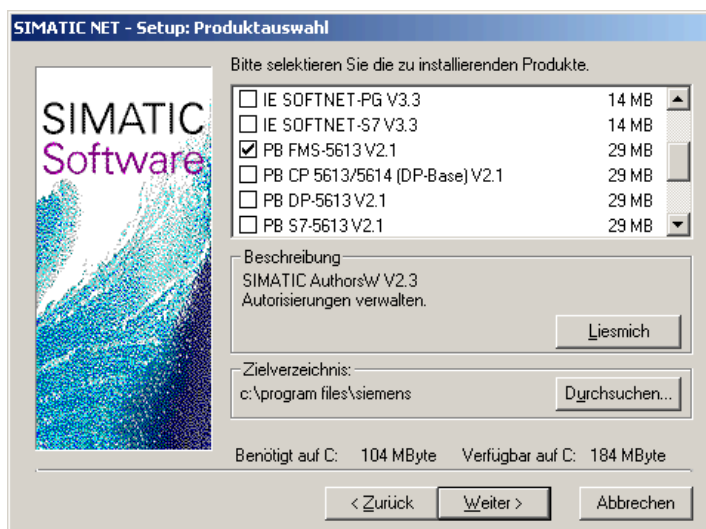 SIMATIC NET - Setup: Produktauswahl
SIMATIC
Software
Bitte selektieren Sie die zu installierenden Produkte.
IE SOFTNET-PG V3.3 14 MB
IE SOFTNET-S7 V3.3 14 MB
PB FMS-5613 V2.1 29 MB
PB CP 5613/5614 (DP-Base) V2.1 29 MB
PB DP-5613 V2.1 29 MB
PB S7-5613 V2.1 29 MB
Beschreibung
SIMATIC AuthorsW V2.3
Autorisierungen verwalten.
Liesmich
Zielverzeichnis:
c:\program files\siemens
Durchsuchen...
Benötigt auf C: 104 MByte Verfügbar auf C: 184 MByte
< Zurück Weiter > Abbrechen